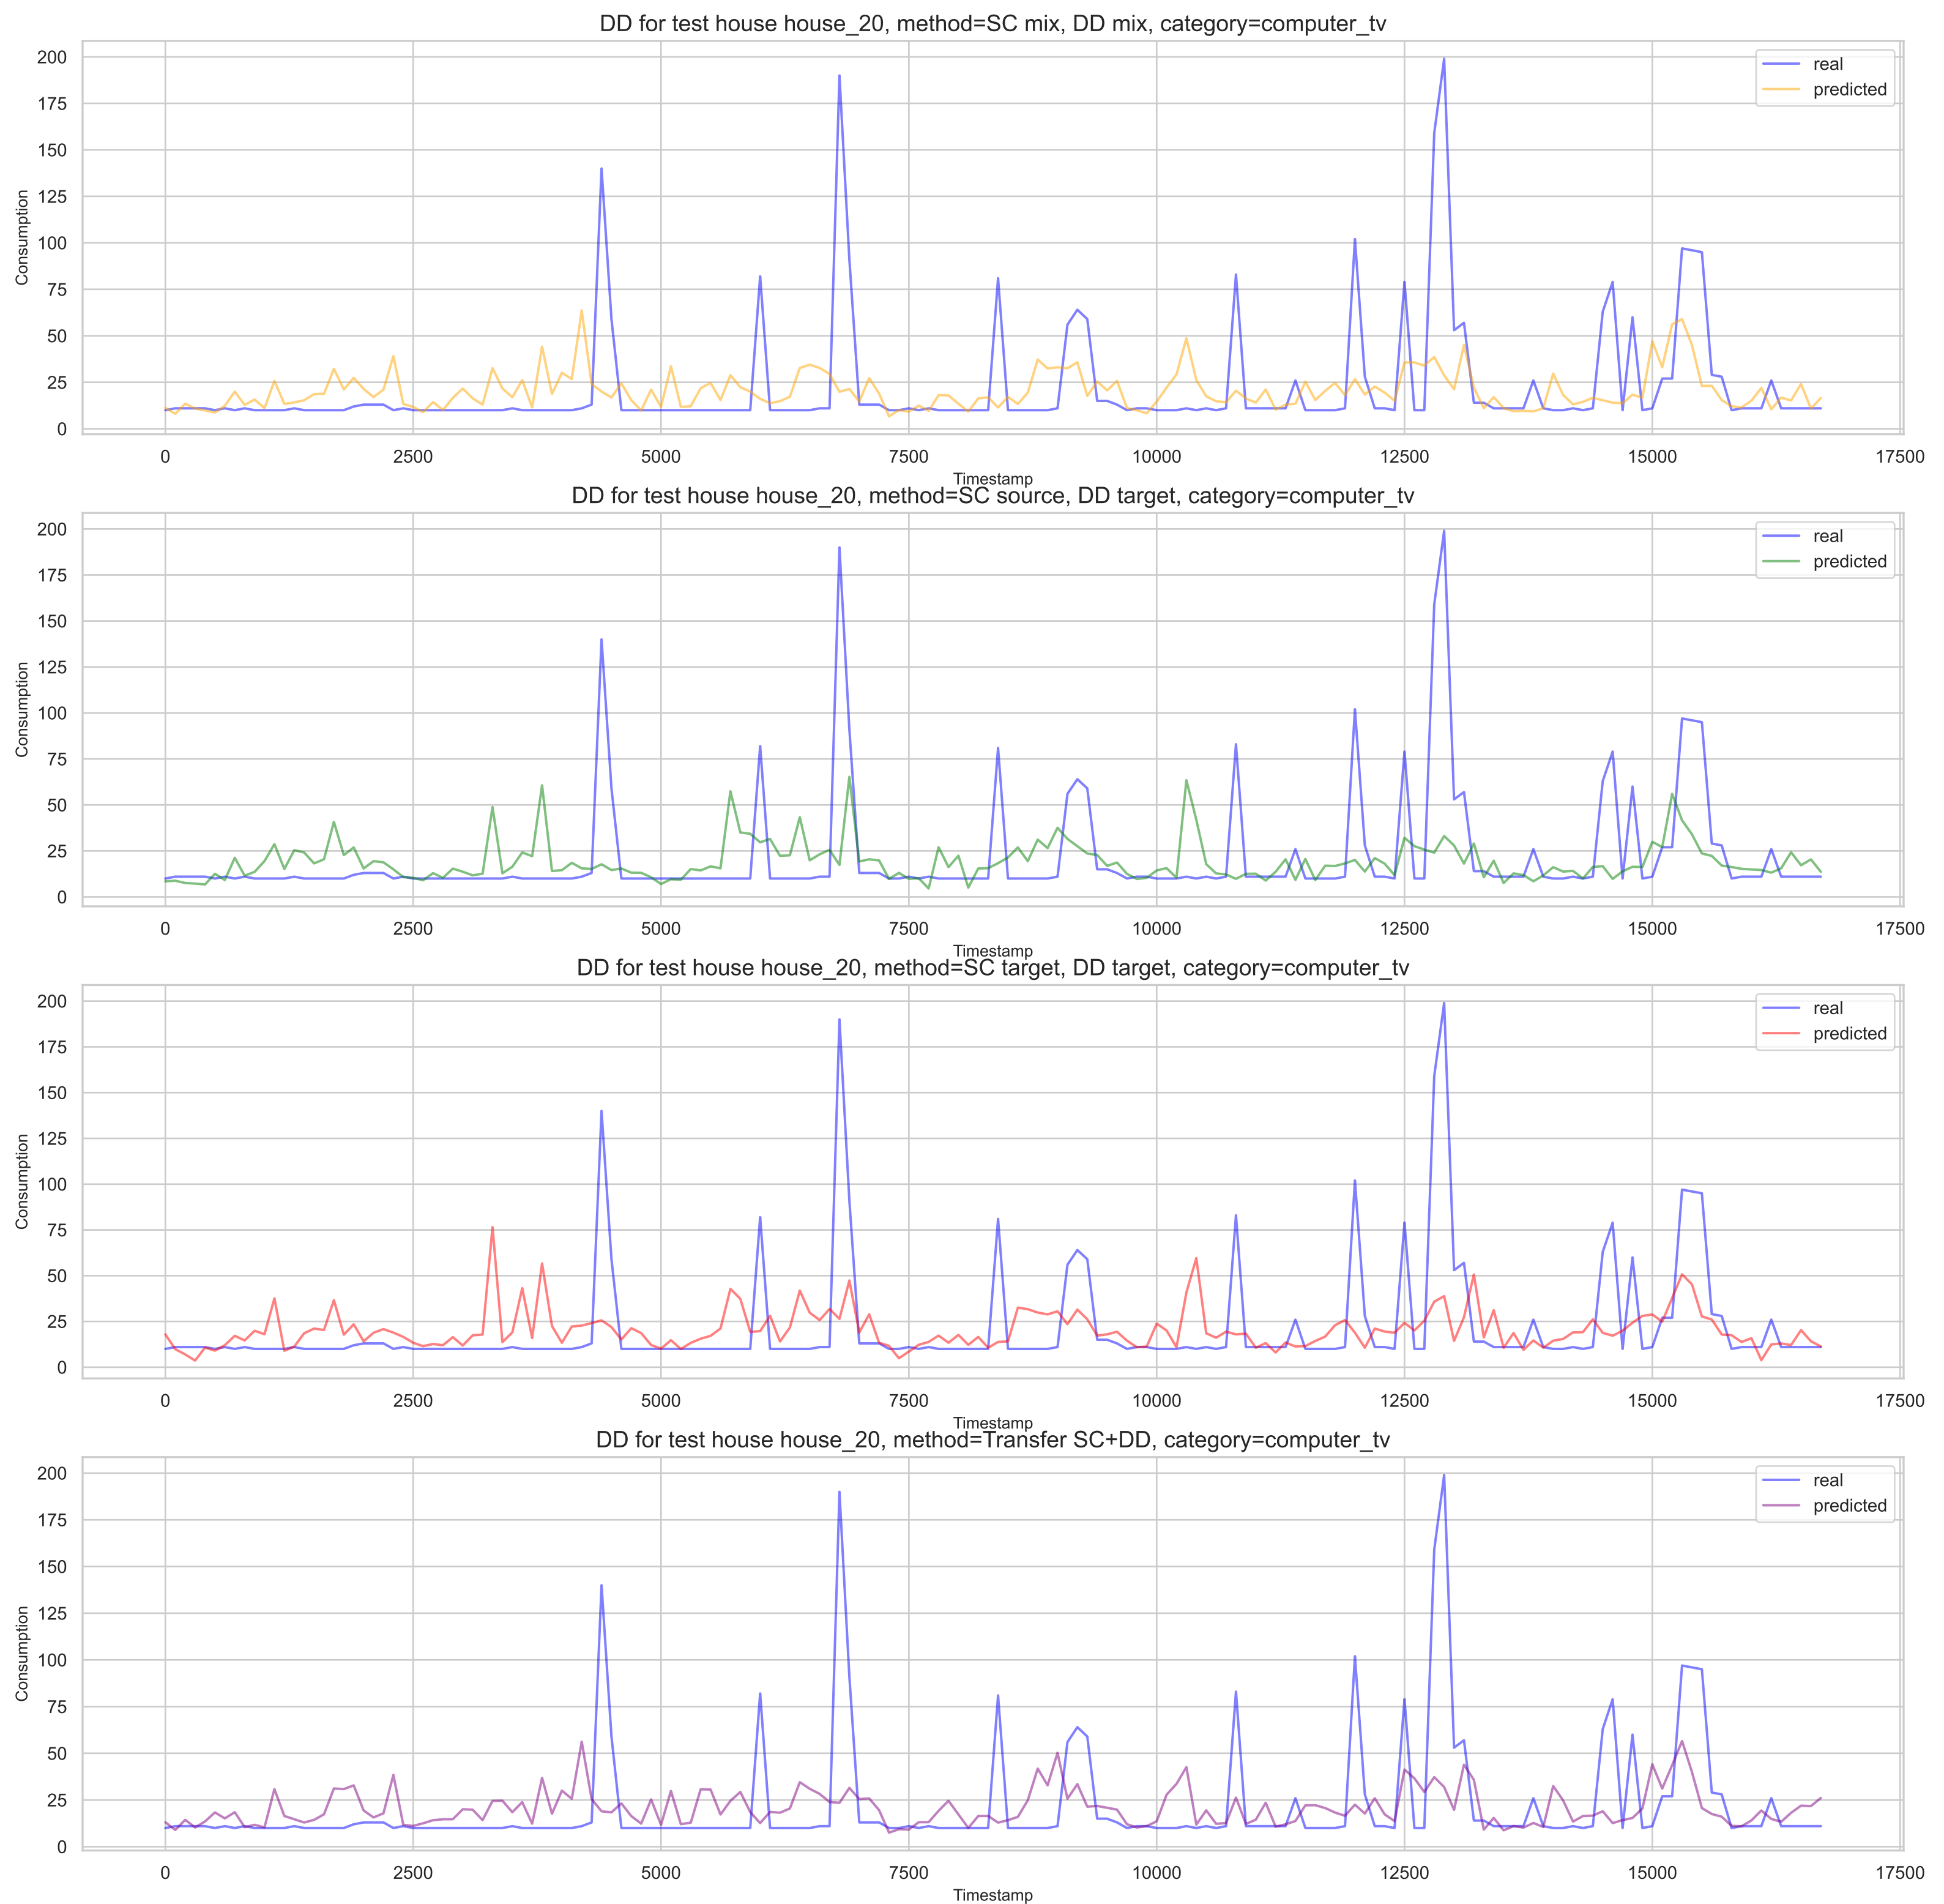 DD for test house house_20, method=SC mix, DD mix, category=computer_tv
200
175
150
125
100
75
50
25
0
Consumption
real
predicted
0 2500 5000 7500 10000 12500 15000 17500
Timestamp
DD for test house house_20, method=SC source, DD target, category=computer_tv
200
175
150
125
100
75
50
25
0
Consumption
real
predicted
0 2500 5000 7500 10000 12500 15000 17500
Timestamp
DD for test house house_20, method=SC target, DD target, category=computer_tv
200
175
150
125
100
75
50
25
0
Consumption
real
predicted
0 2500 5000 7500 10000 12500 15000 17500
Timestamp
DD for test house house_20, method=Transfer SC+DD, category=computer_tv
200
175
150
125
100
75
50
25
0
Consumption
real
predicted
0 2500 5000 7500 10000 12500 15000 17500
Timestamp